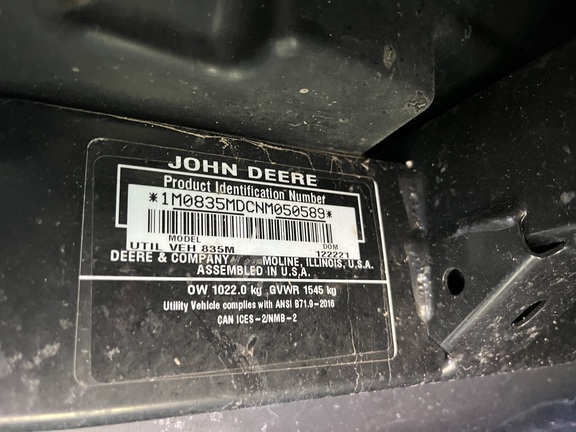 JOHN DEERE
Product Identification Number
*1M0835MDCNM050589*
MODEL DOM
UTIL VEH 835M 122221
DEERE & COMPANY MOLINE, ILLINOIS, U.S.A.
ASSEMBLED IN U.S.A.
OW 1022.0 kg GVWR 1545 kg
Utility Vehicle complies with ANSI B71.9-2016
CAN ICES-2/NMB-2